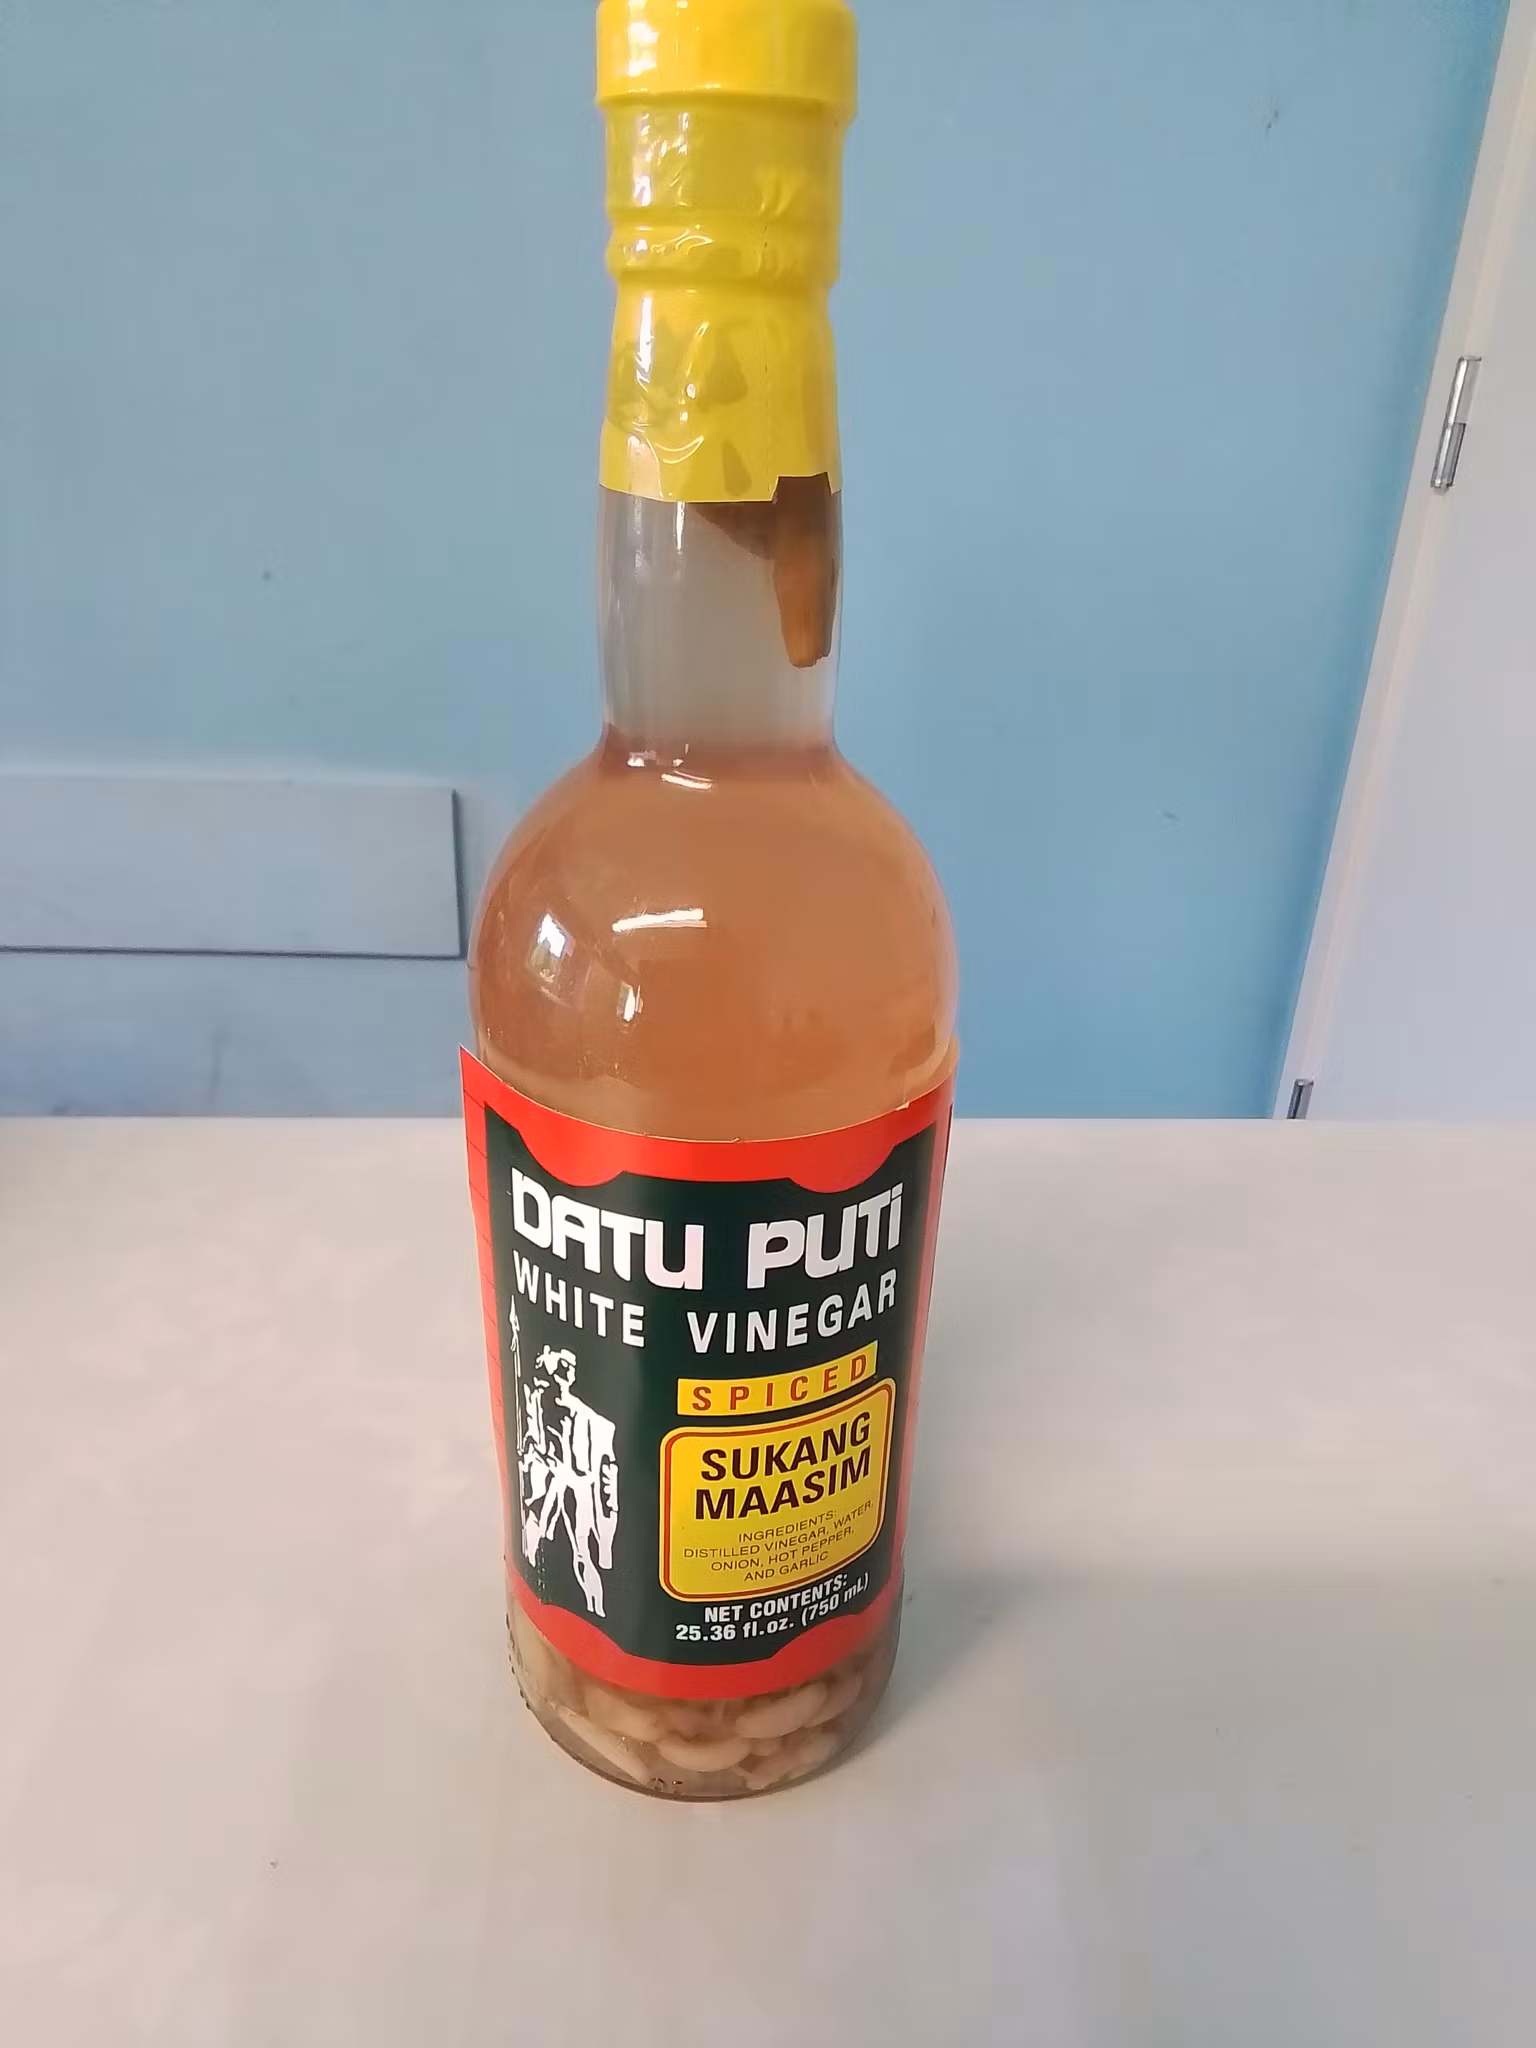 DATU PUTI
WHITE VINEGAR
SPICED
SUKANG
MAASIM
INGREDIENTS: WATER,
DISTILLED VINEGAR,
ONION, HOT PEPPER,
AND GARLIC
NET CONTENTS:
25.36 fl.oz. (750 mL)